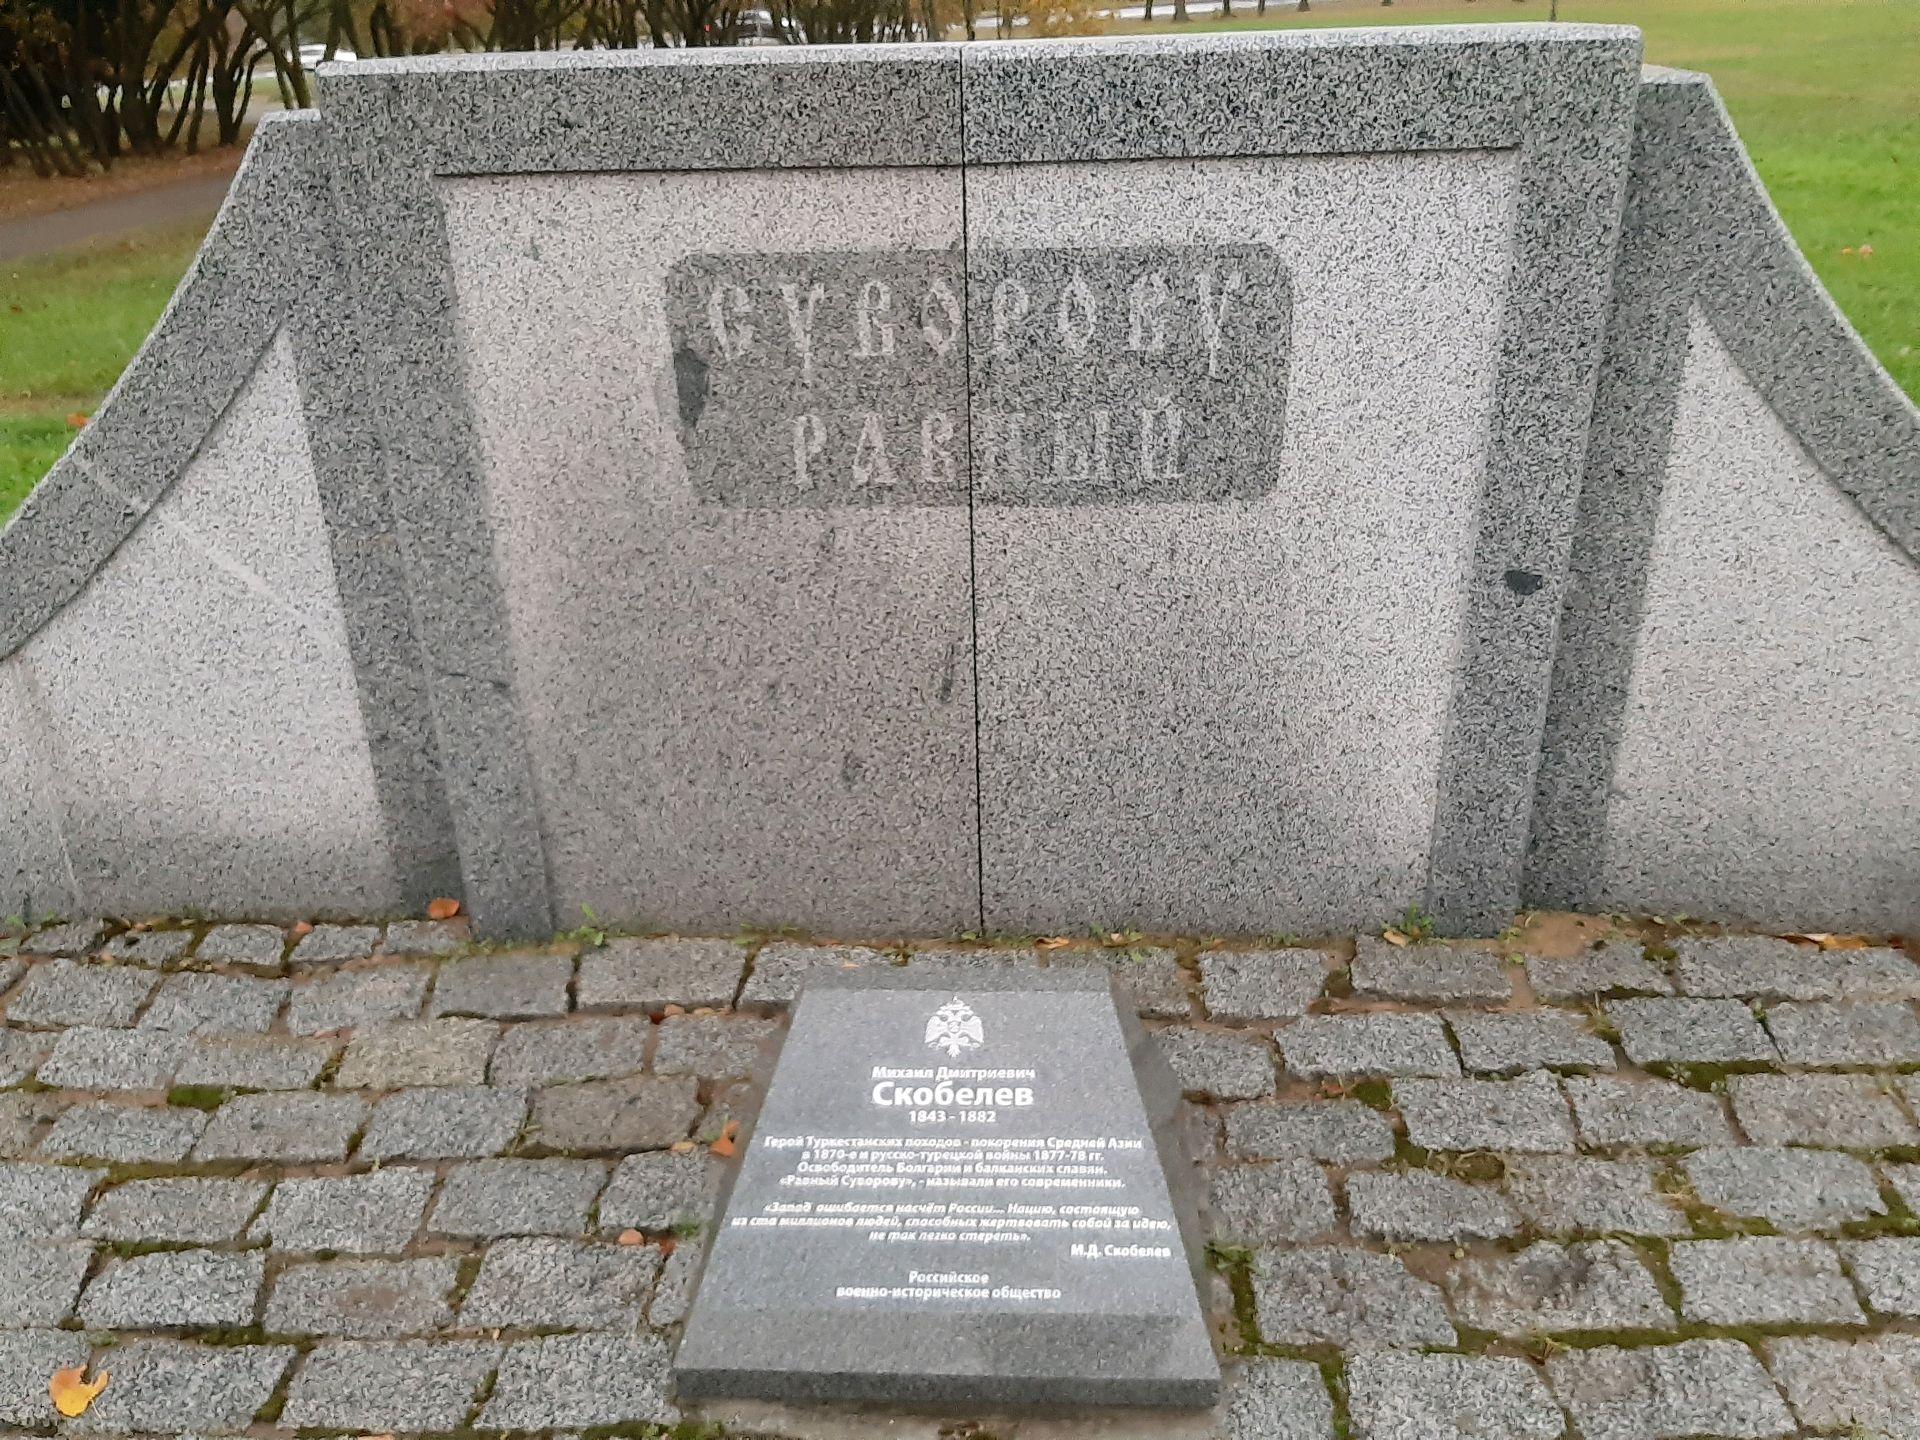 СУВОРОВУ
РАВНЫЙ
Михаил Дмитриевич
Скобелев
1843 - 1882
Герой Туркестанских походов - покорения Средней Азии
в 1870-е и русско-турецкой войны 1877-78 гг.
Освободитель Болгарии и балканских славян.
«Равный Суворову», - называли его современники.
«Запад ошибается насчёт России... Нацию, состоящую
из ста миллионов людей, способных жертвовать собой за идею,
не так легко стереть».
М.Д. Скобелев
Российское
военно-историческое общество